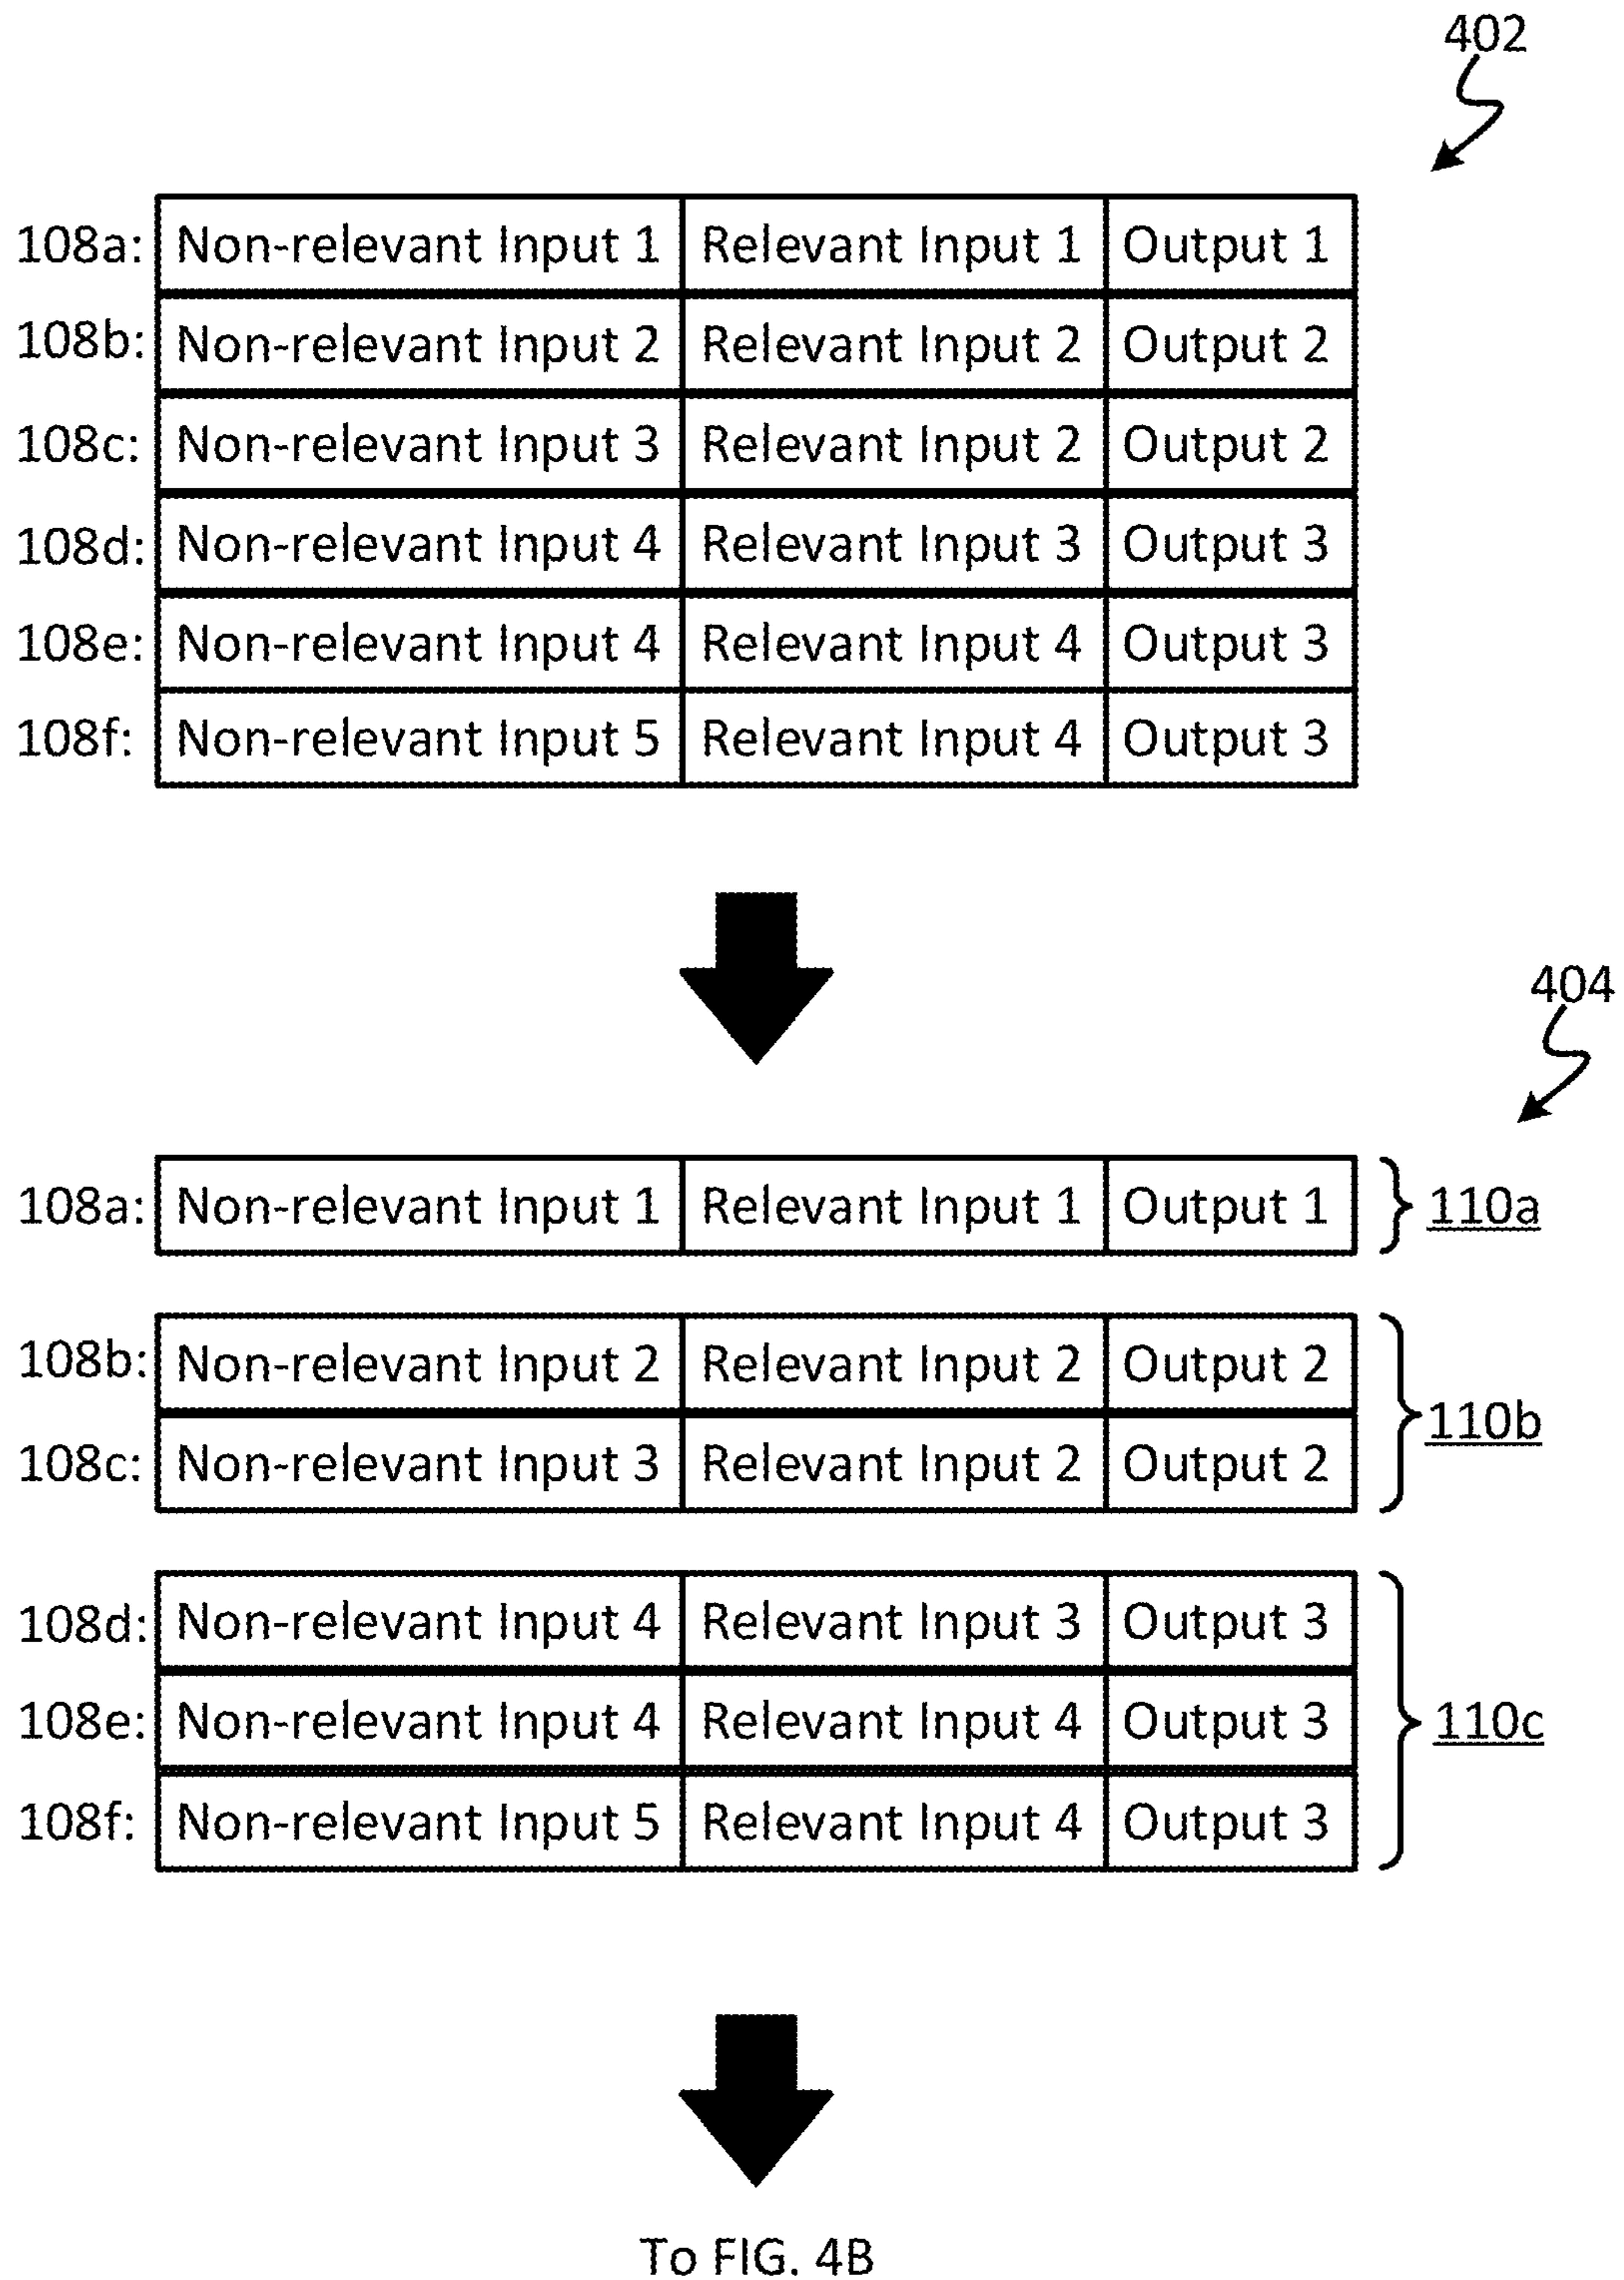 402
108a: Non-relevant Input 1 Relevant Input 1 Output 1
108b: Non-relevant Input 2 Relevant Input 2 Output 2
108c: Non-relevant Input 3 Relevant Input 2 Output 2
108d: Non-relevant Input 4 Relevant Input 3 Output 3
108e: Non-relevant Input 4 Relevant Input 4 Output 3
108f: Non-relevant Input 5 Relevant Input 4 Output 3
404
108a: Non-relevant Input 1 Relevant Input 1 Output 1 110a
108b: Non-relevant Input 2 Relevant Input 2 Output 2
110b
108c: Non-relevant Input 3 Relevant Input 2 Output 2
108d: Non-relevant Input 4 Relevant Input 3 Output 3
108e: Non-relevant Input 4 Relevant Input 4 Output 3 110c
108f: Non-relevant Input 5 Relevant Input 4 Output 3
To FIG. 4B